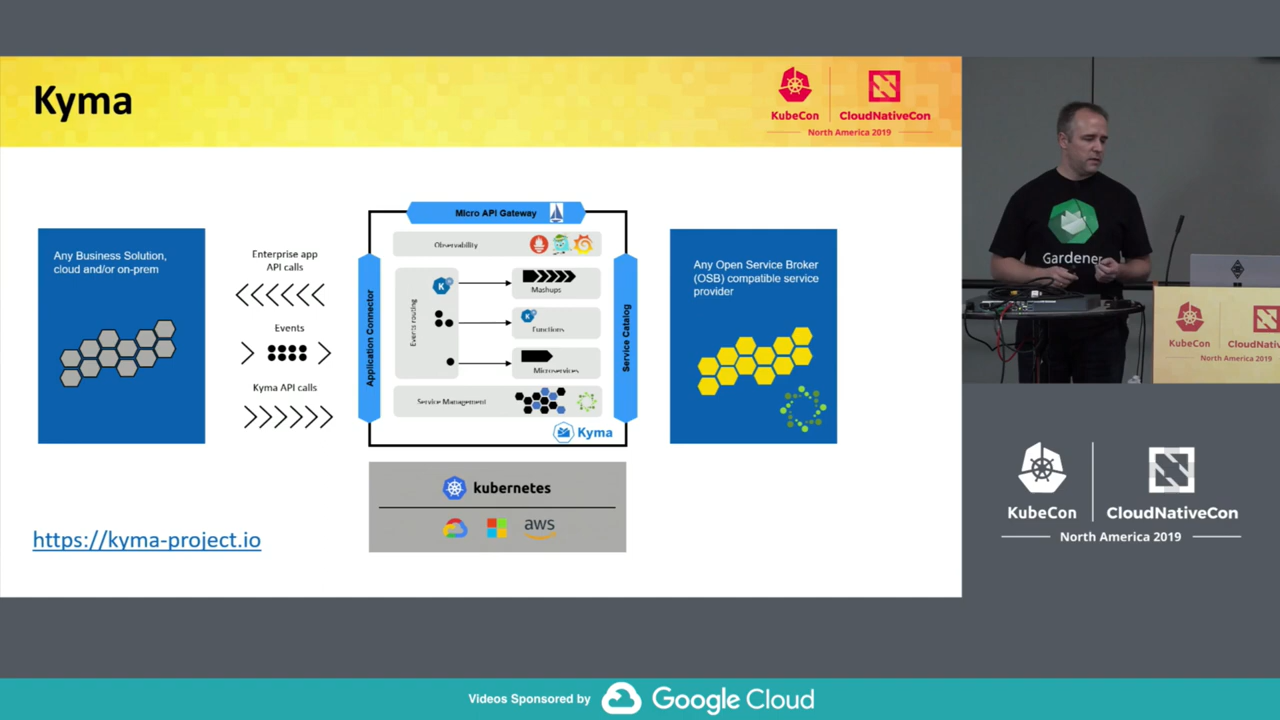 Kyma
KubeCon
CloudNativeCon
North America 2019
Any Business Solution,
cloud and/or on-prem
Enterprise app
API calls
Events
Kyma API calls
Micro API Gateway
Observability
Application Connector
Events routing
K
Mashups
K
Functions
Microservices
Service Management
Service Catalog
Kyma
Any Open Service Broker
(OSB) compatible service
provider
kubernetes
aws
https://kyma-project.io
Gardener
KubeCon
CloudNativeCon
North America 2019
KubeCon
CloudNativeCon
North America 2019
Videos Sponsored by
Google Cloud